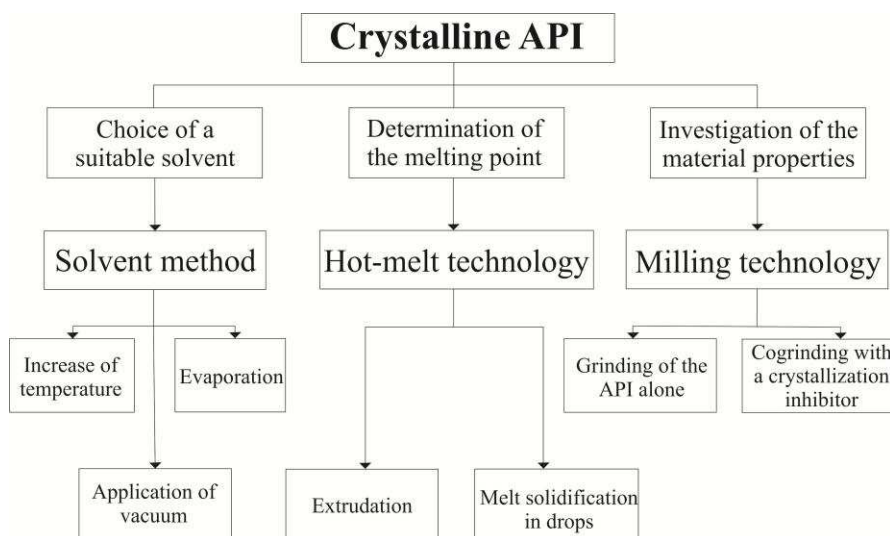 Crystalline API
Choice of a
suitable solvent
Determination of
the melting point
Investigation of the
material properties
Solvent method
Hot-melt technology
Milling technology
Increase of
temperature
Evaporation
Grinding of the
API alone
Cogrinding with
a crystallization
inhibitor
Application of
vacuum
Extrudation
Melt solidification
in drops